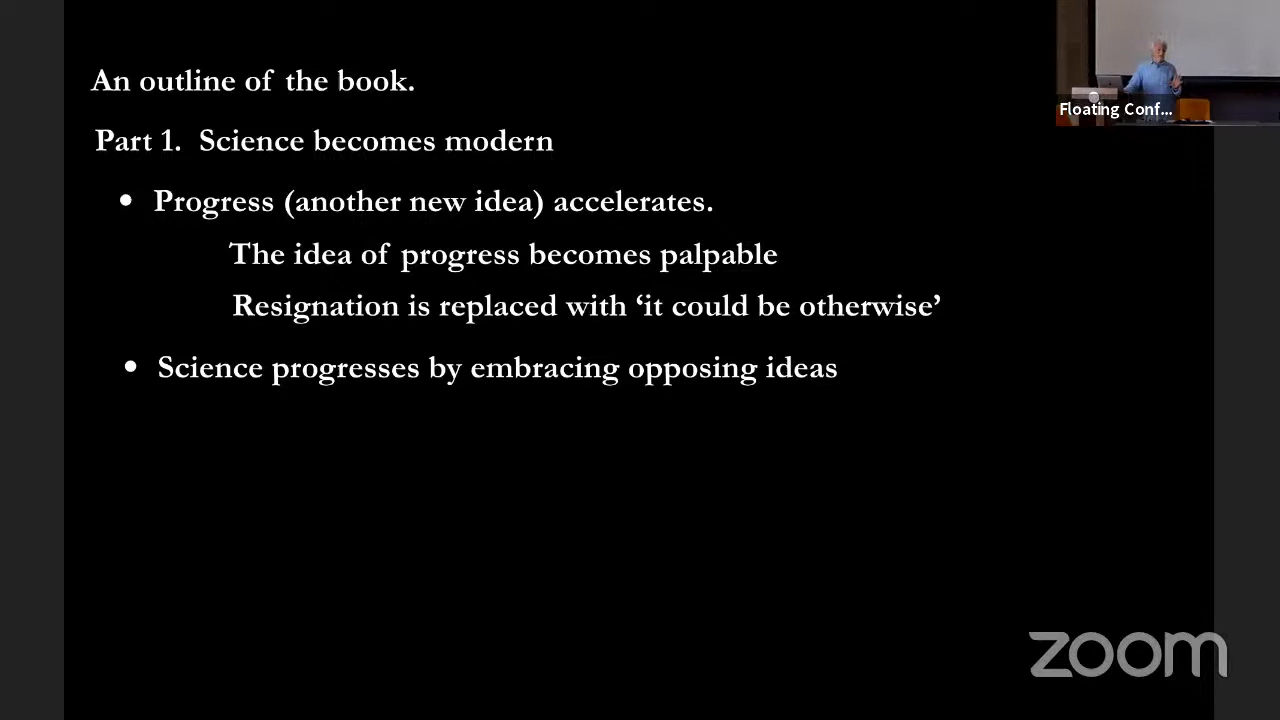 An outline of the book.
Part 1. Science becomes modern
• Progress (another new idea) accelerates.
The idea of progress becomes palpable
Resignation is replaced with ‘it could be otherwise’
• Science progresses by embracing opposing ideas
Floating Conf...
zoom